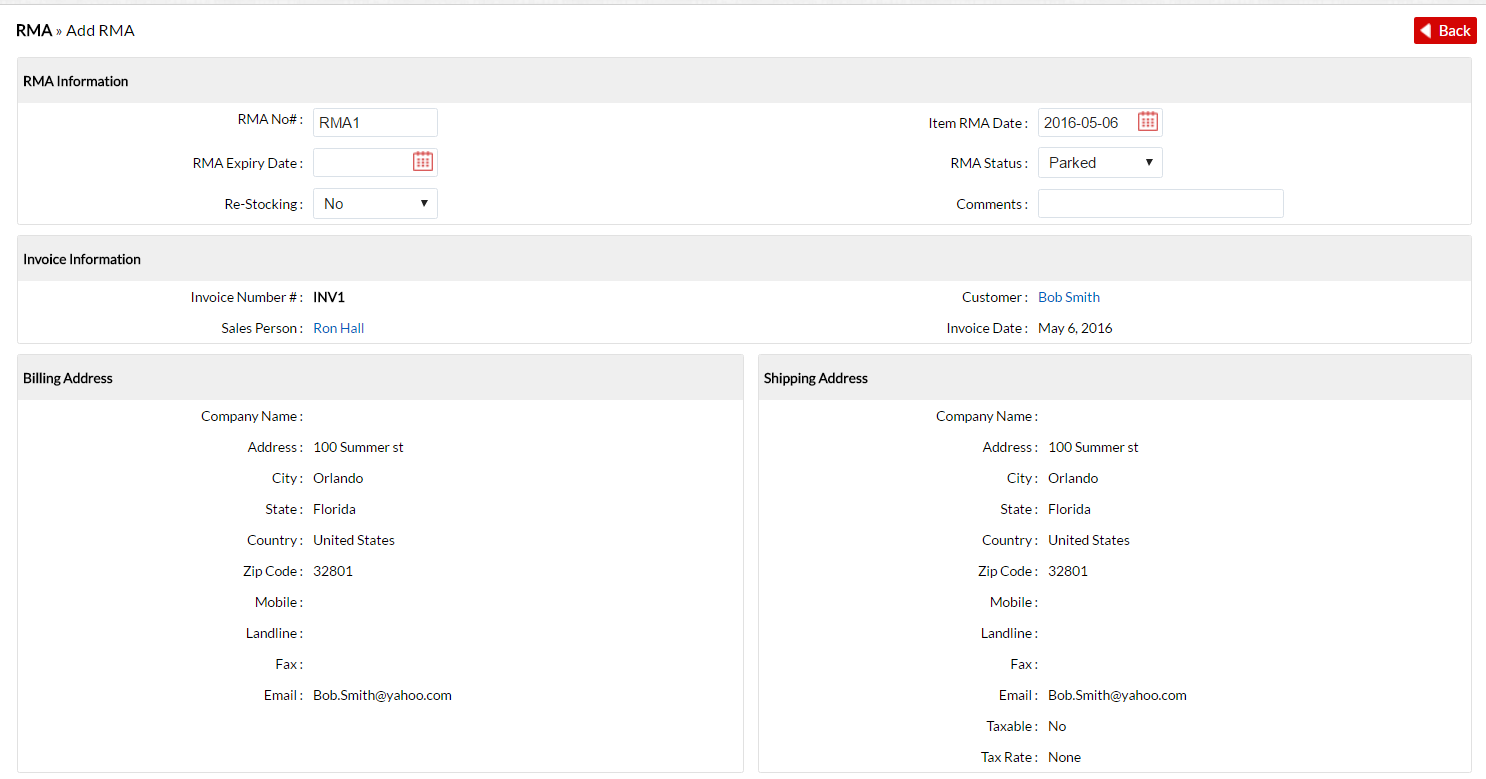 RMA » Add RMA
Back
RMA Information
RMA No# : RMA1
Item RMA Date : 2016-05-06
RMA Expiry Date :
RMA Status : Parked
Re-Stocking : No
Comments :
Invoice Information
Invoice Number # : INV1
Customer : Bob Smith
Sales Person : Ron Hall
Invoice Date : May 6, 2016
Billing Address
Company Name :
Address : 100 Summer st
City : Orlando
State : Florida
Country : United States
Zip Code : 32801
Mobile :
Landline :
Fax :
Email : Bob.Smith@yahoo.com
Shipping Address
Company Name :
Address : 100 Summer st
City : Orlando
State : Florida
Country : United States
Zip Code : 32801
Mobile :
Landline :
Fax :
Email : Bob.Smith@yahoo.com
Taxable : No
Tax Rate : None